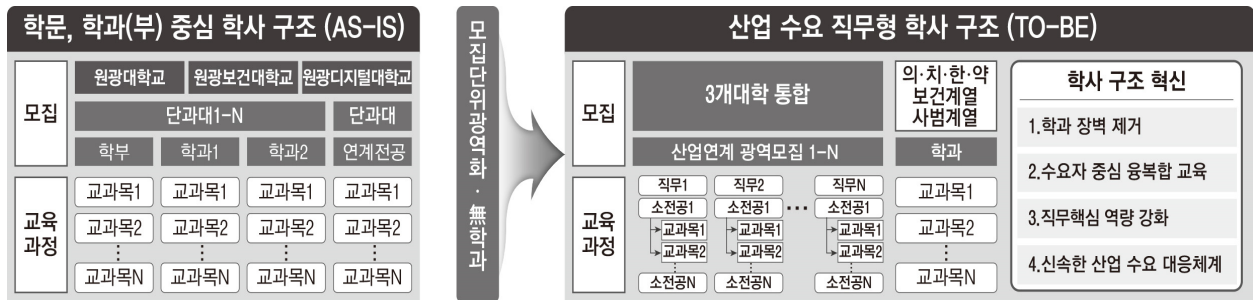 학문, 학과(부) 중심 학사 구조 (AS-IS)
모집
원광대학교 원광보건대학교 원광디지털대학교
단과대1-N 단과대
학부 학과1 학과2 연계전공
교육
과정
교과목1 교과목1 교과목1 교과목1
교과목2 교과목2 교과목2 교과목2
교과목N 교과목N 교과목N 교과목N
모집단위광역화·無학과
산업 수요 직무형 학사 구조 (TO-BE)
모집
3개대학 통합
의·치·한·약
보건계열
사범계열
산업연계 광역모집 1-N 학과
교육
과정
직무1 직무2 직무N
소전공1 소전공1 ··· 소전공1
교과목1 교과목1 교과목1
교과목2 교과목2 교과목2
소전공N 소전공N 소전공N
교과목1
교과목2
교과목N
학사 구조 혁신
1.학과 장벽 제거
2.수요자 중심 융복합 교육
3.직무핵심 역량 강화
4.신속한 산업 수요 대응체계